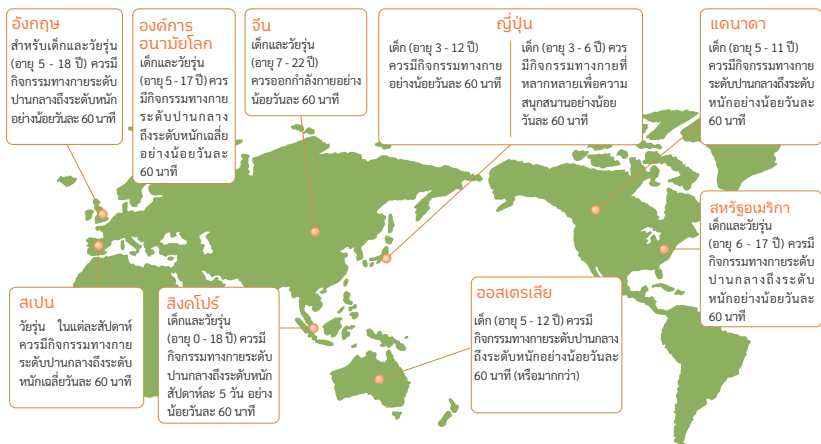 อังกฤษ
สำหรับเด็กและวัยรุ่น
(อายุ 5 - 18 ปี) ควรมี
กิจกรรมทางกายระดับ
ปานกลางถึงระดับหนัก
อย่างน้อยวันละ 60 นาที
องค์การ
อนามัยโลก
เด็กและวัยรุ่น
(อายุ 5 - 17 ปี) ควร
มีกิจกรรมทางกาย
ระดับปานกลาง
ถึงระดับหนักเฉลี่ย
อย่างน้อยวันละ
60 นาที
จีน
เด็กและวัยรุ่น
(อายุ 7 - 22 ปี)
ควรออกกำลังกายอย่าง
น้อยวันละ 60 นาที
ญี่ปุ่น
เด็ก (อายุ 3 - 12 ปี)
ควรมีกิจกรรมทางกาย
อย่างน้อยวันละ 60 นาที
เด็ก (อายุ 3 - 6 ปี) ควร
มีกิจกรรมทางกายที่
หลากหลายเพื่อความ
สนุกสนานอย่างน้อย
วันละ 60 นาที
แคนาดา
เด็ก (อายุ 5 - 11 ปี)
ควรมีกิจกรรมทางกาย
ระดับปานกลางถึงระดับ
หนักอย่างน้อยวันละ
60 นาที
สหรัฐอเมริกา
เด็กและวัยรุ่น
(อายุ 6 - 17 ปี) ควรมี
กิจกรรมทางกายระดับ
ปานกลางถึงระดับ
หนักอย่างน้อยวันละ
60 นาที
สเปน
วัยรุ่น ในแต่ละสัปดาห์
ควรมีกิจกรรมทางกาย
ระดับปานกลางถึงระดับ
หนักเฉลี่ยวันละ 60 นาที
สิงคโปร์
เด็กและวัยรุ่น
(อายุ 0 - 18 ปี) ควรมี
กิจกรรมทางกายระดับ
ปานกลางถึงระดับหนัก
สัปดาห์ละ 5 วัน อย่าง
น้อยวันละ 60 นาที
ออสเตรเลีย
เด็ก (อายุ 5 - 12 ปี) ควรมี
กิจกรรมทางกายระดับปานกลาง
ถึงระดับหนักอย่างน้อยวันละ
60 นาที (หรือมากกว่า)